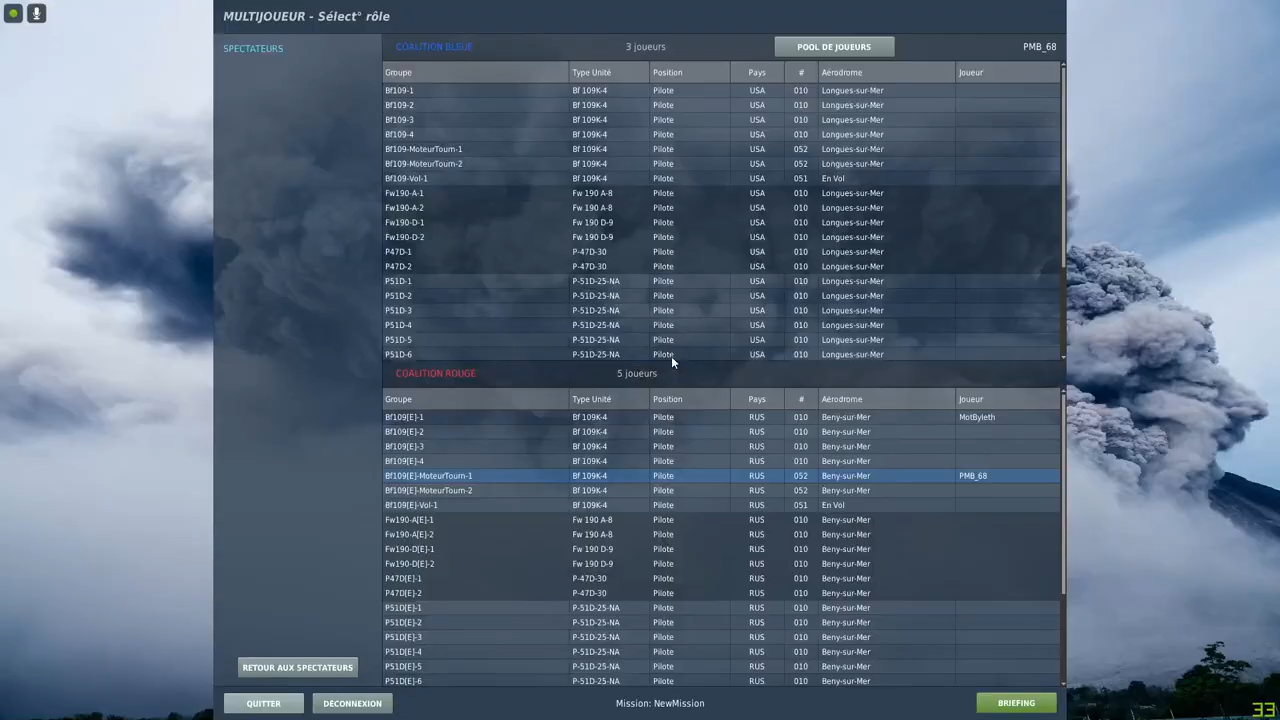 MULTIJOUEUR - Sélect° rôle
SPECTATEURS
COALITION BLEUE 3 joueurs POOL DE JOUEURS PMB_68
Groupe Type Unité Position Pays # Aérodrome Joueur
Bf109-1 Bf 109K-4 Pilote USA 010 Longues-sur-Mer
Bf109-2 Bf 109K-4 Pilote USA 010 Longues-sur-Mer
Bf109-3 Bf 109K-4 Pilote USA 010 Longues-sur-Mer
Bf109-4 Bf 109K-4 Pilote USA 010 Longues-sur-Mer
Bf109-MoteurTourn-1 Bf 109K-4 Pilote USA 052 Longues-sur-Mer
Bf109-MoteurTourn-2 Bf 109K-4 Pilote USA 052 Longues-sur-Mer
Bf109-Vol-1 Bf 109K-4 Pilote USA 051 En Vol
Fw190-A-1 Fw 190 A-8 Pilote USA 010 Longues-sur-Mer
Fw190-A-2 Fw 190 A-8 Pilote USA 010 Longues-sur-Mer
Fw190-D-1 Fw 190 D-9 Pilote USA 010 Longues-sur-Mer
Fw190-D-2 Fw 190 D-9 Pilote USA 010 Longues-sur-Mer
P47D-1 P-47D-30 Pilote USA 010 Longues-sur-Mer
P47D-2 P-47D-30 Pilote USA 010 Longues-sur-Mer
P51D-1 P-51D-25-NA Pilote USA 010 Longues-sur-Mer
P51D-2 P-51D-25-NA Pilote USA 010 Longues-sur-Mer
P51D-3 P-51D-25-NA Pilote USA 010 Longues-sur-Mer
P51D-4 P-51D-25-NA Pilote USA 010 Longues-sur-Mer
P51D-5 P-51D-25-NA Pilote USA 010 Longues-sur-Mer
P51D-6 P-51D-25-NA Pilote USA 010 Longues-sur-Mer
COALITION ROUGE 5 joueurs
Groupe Type Unité Position Pays # Aérodrome Joueur
Bf109[E]-1 Bf 109K-4 Pilote RUS 010 Beny-sur-Mer MotByleth
Bf109[E]-2 Bf 109K-4 Pilote RUS 010 Beny-sur-Mer
Bf109[E]-3 Bf 109K-4 Pilote RUS 010 Beny-sur-Mer
Bf109[E]-4 Bf 109K-4 Pilote RUS 010 Beny-sur-Mer
Bf109[E]-MoteurTourn-1 Bf 109K-4 Pilote RUS 052 Beny-sur-Mer PMB_68
Bf109[E]-MoteurTourn-2 Bf 109K-4 Pilote RUS 052 Beny-sur-Mer
Bf109[E]-Vol-1 Bf 109K-4 Pilote RUS 051 En Vol
Fw190-A[E]-1 Fw 190 A-8 Pilote RUS 010 Beny-sur-Mer
Fw190-A[E]-2 Fw 190 A-8 Pilote RUS 010 Beny-sur-Mer
Fw190-D[E]-1 Fw 190 D-9 Pilote RUS 010 Beny-sur-Mer
Fw190-D[E]-2 Fw 190 D-9 Pilote RUS 010 Beny-sur-Mer
P47D[E]-1 P-47D-30 Pilote RUS 010 Beny-sur-Mer
P47D[E]-2 P-47D-30 Pilote RUS 010 Beny-sur-Mer
P51D[E]-1 P-51D-25-NA Pilote RUS 010 Beny-sur-Mer
P51D[E]-2 P-51D-25-NA Pilote RUS 010 Beny-sur-Mer
P51D[E]-3 P-51D-25-NA Pilote RUS 010 Beny-sur-Mer
P51D[E]-4 P-51D-25-NA Pilote RUS 010 Beny-sur-Mer
P51D[E]-5 P-51D-25-NA Pilote RUS 010 Beny-sur-Mer
P51D[E]-6 P-51D-25-NA Pilote RUS 010 Beny-sur-Mer
RETOUR AUX SPECTATEURS
QUITTER DÉCONNEXION Mission: NewMission BRIEFING
33